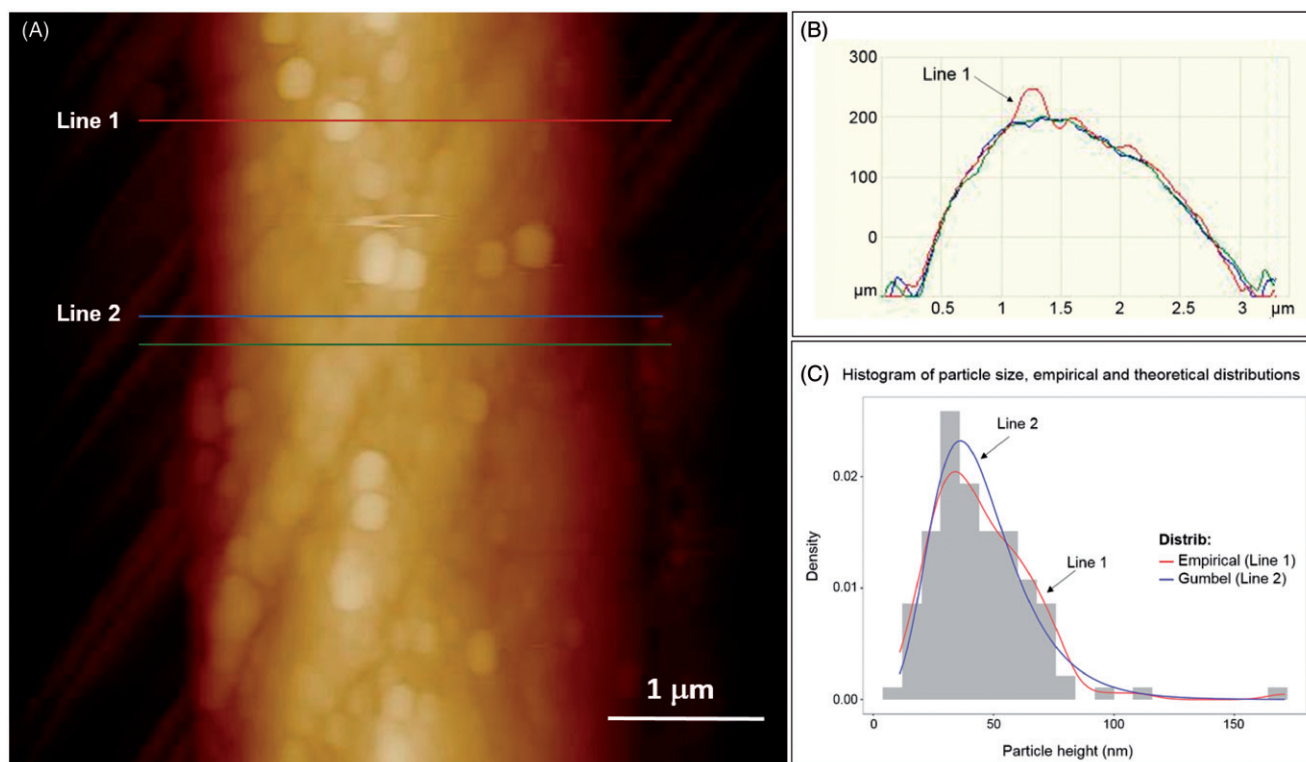 (A)
Line 1
Line 2
1 µm
(B)
300
Line 1
200
100
0
µm
0.5 1 1.5 2 2.5 3 µm
(C) Histogram of particle size, empirical and theoretical distributions
Line 2
0.02
Distrib:
Empirical (Line 1)
Gumbel (Line 2)
Line 1
Density
0.01
0.00
0 50 100 150
Particle height (nm)